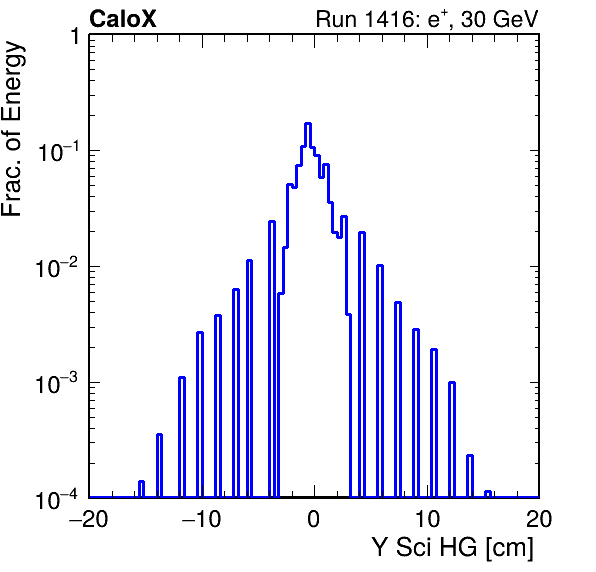 CaloX Run 1416: e⁺, 30 GeV
Frac. of Energy
1
10⁻¹
10⁻²
10⁻³
10⁻⁴
−20 −10 0 10 20
Y Sci HG [cm]